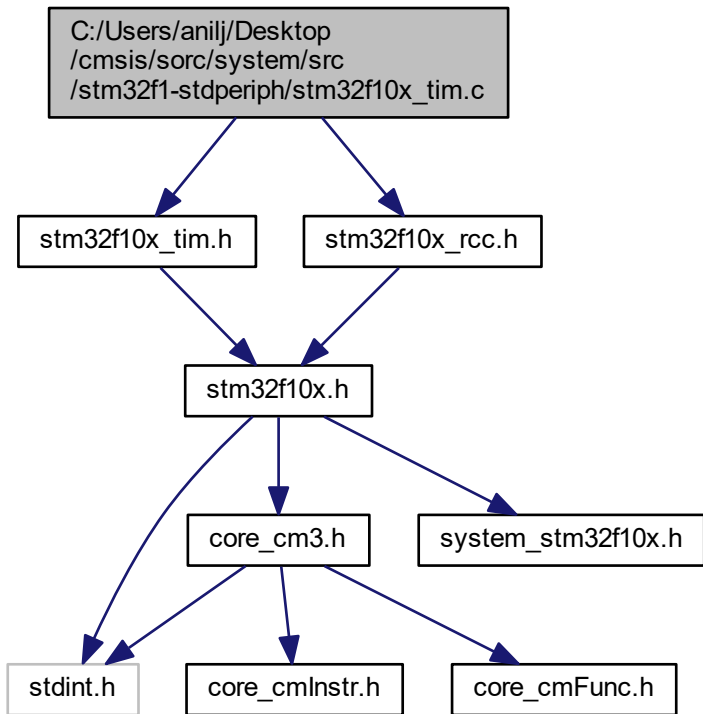 C:/Users/anilj/Desktop
/cmsis/sorc/system/src
/stm32f1-stdperiph/stm32f10x_tim.c
stm32f10x_tim.h
stm32f10x_rcc.h
stm32f10x.h
core_cm3.h
system_stm32f10x.h
stdint.h
core_cmInstr.h
core_cmFunc.h